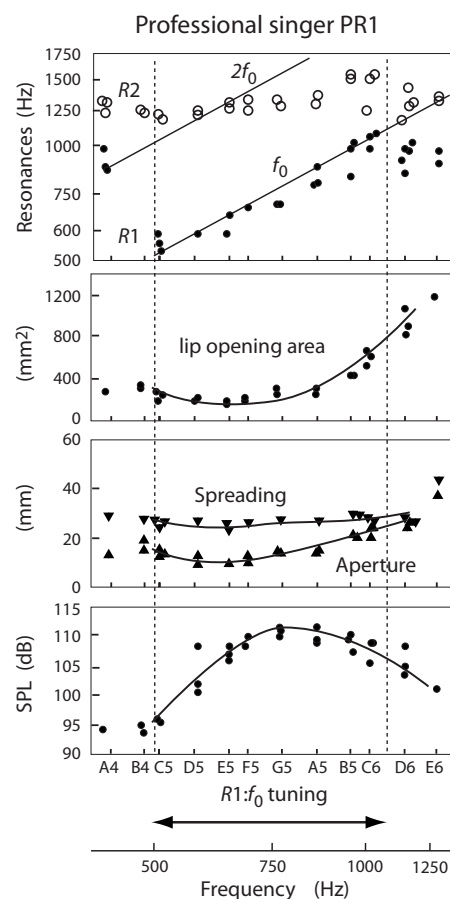 Professional singer PR1
Resonances (Hz)
1750
1500
1250
1000
750
600
500
R2
2f₀
f₀
R1
(mm²)
1200
800
400
0
lip opening area
(mm)
60
40
20
0
Spreading
Aperture
SPL (dB)
115
110
105
100
95
90
A4 B4 C5 D5 E5 F5 G5 A5 B5 C6 D6 E6
R1:f₀ tuning
500 750 1000 1250
Frequency (Hz)